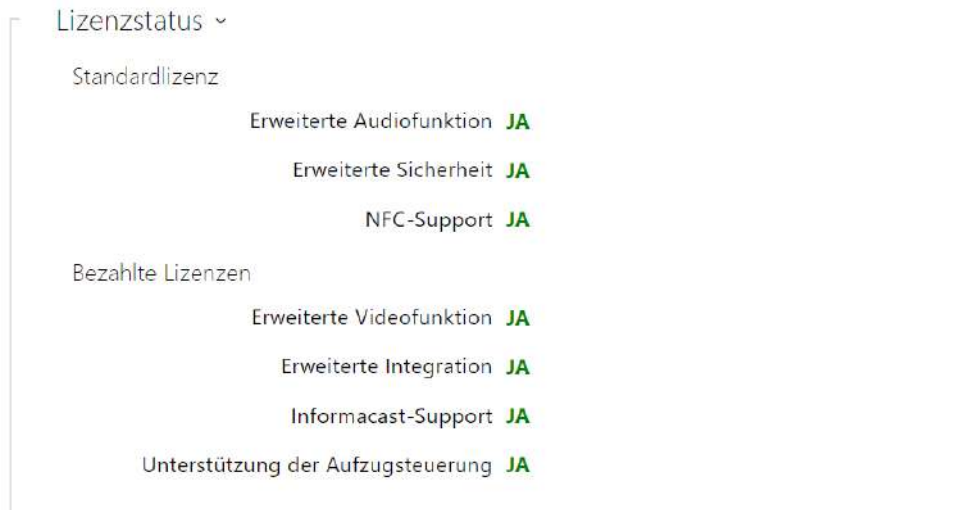 Lizenzstatus
Standardlizenz
Erweiterte Audiofunktion JA
Erweiterte Sicherheit JA
NFC-Support JA
Bezahlte Lizenzen
Erweiterte Videofunktion JA
Erweiterte Integration JA
Informacast-Support JA
Unterstützung der Aufzugsteuerung JA